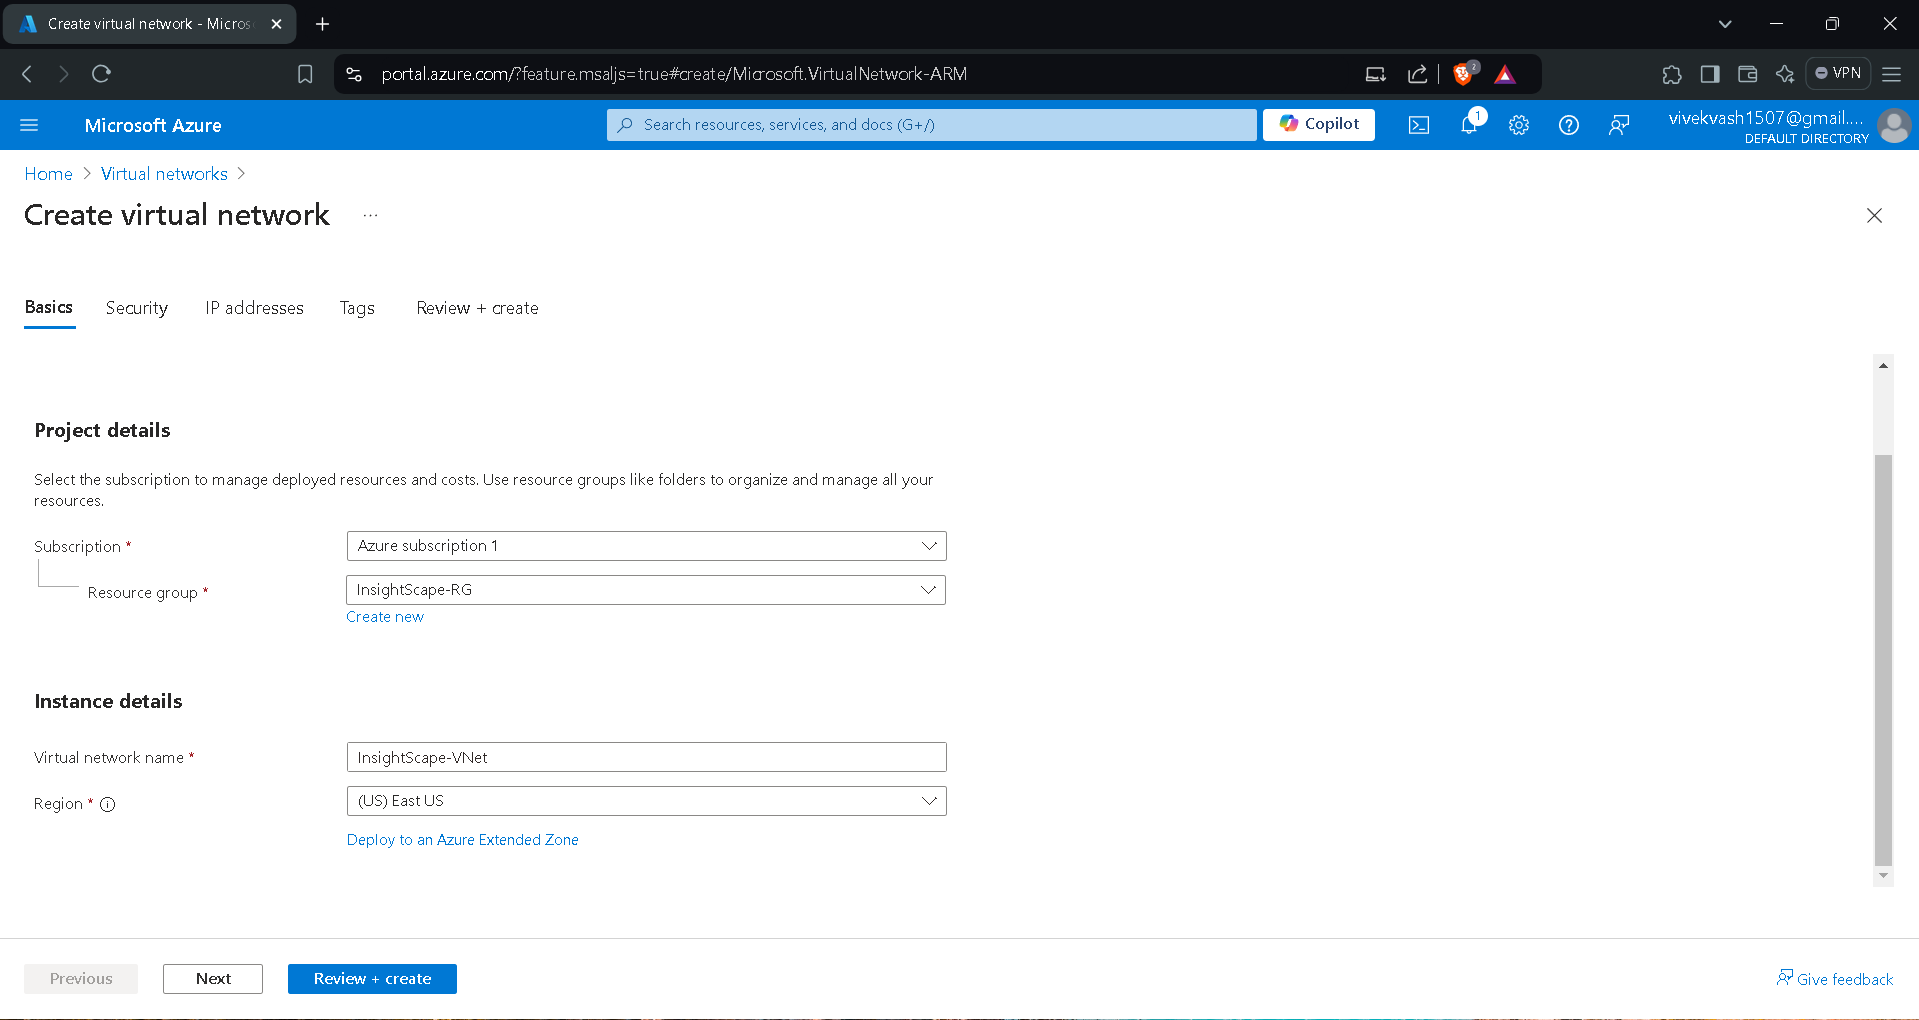 Create virtual network - Micros
portal.azure.com/?feature.msaljs=true#create/Microsoft.VirtualNetwork-ARM
2
VPN
Microsoft Azure
Search resources, services, and docs (G+/)
Copilot
1
vivekvash1507@gmail....
DEFAULT DIRECTORY
Home > Virtual networks >
Create virtual network ...
Basics Security IP addresses Tags Review + create
Project details
Select the subscription to manage deployed resources and costs. Use resource groups like folders to organize and manage all your
resources.
Subscription * Azure subscription 1
Resource group * InsightScape-RG
Create new
Instance details
Virtual network name * InsightScape-VNet
Region * (US) East US
Deploy to an Azure Extended Zone
Previous Next Review + create Give feedback